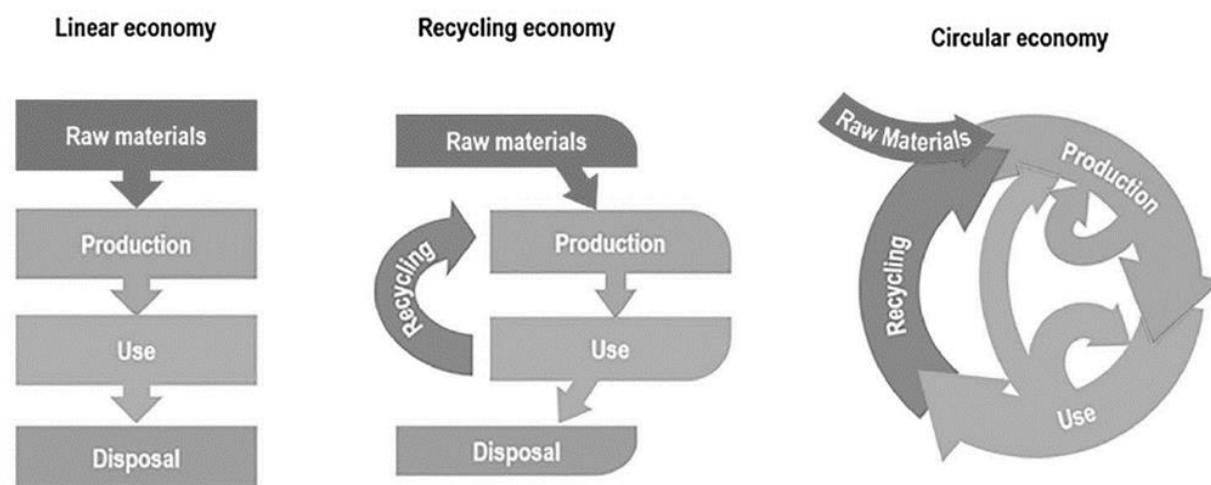 Linear economy
Raw materials
Production
Use
Disposal
Recycling economy
Raw materials
Production
Recycling
Use
Disposal
Circular economy
Raw Materials
Production
Recycling
Use